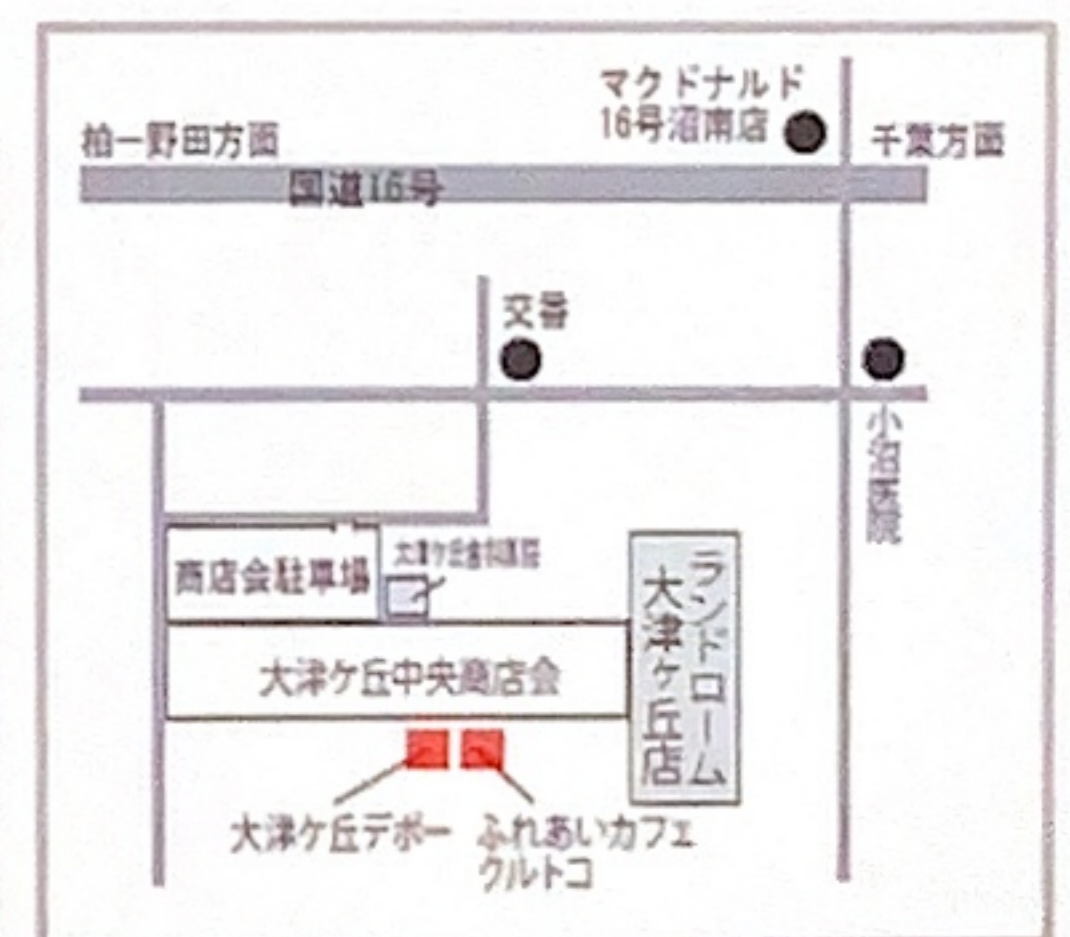 マクドナルド
16号沼南店
柏ー野田方面
千葉方面
国道16号
交番
小沼医院
商店会駐車場
大津ケ丘中央商店会
ランドローム
大津ヶ丘店
大津ケ丘デポー
ふれあいカフェ
クルトコ